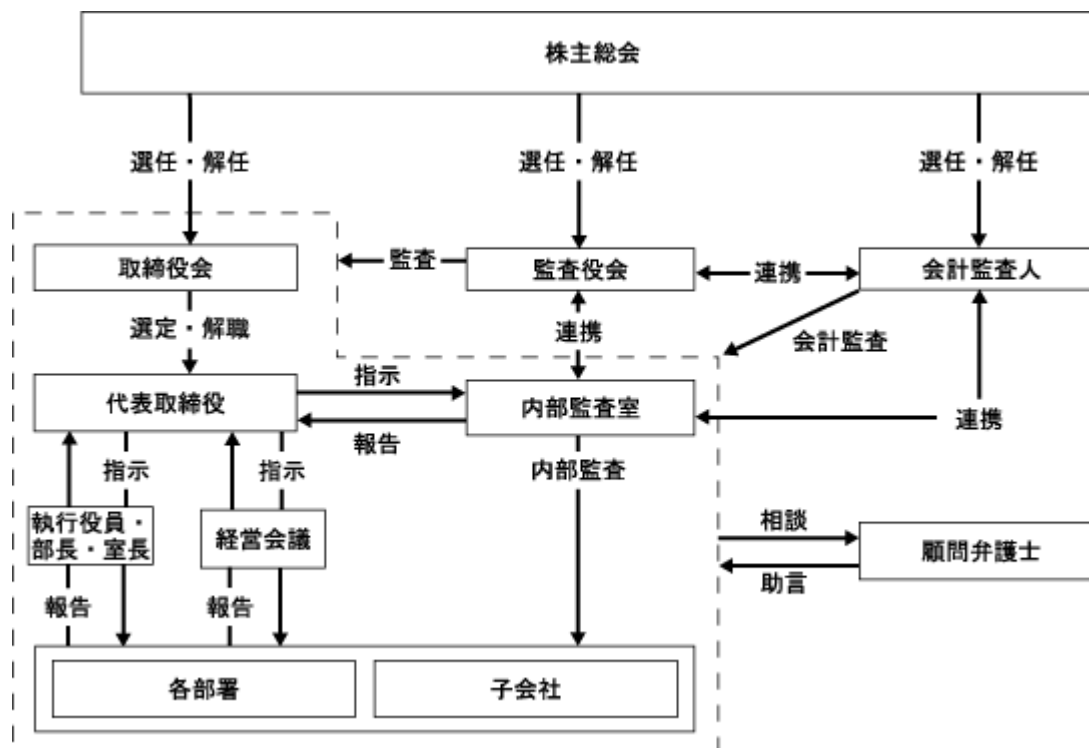 株主総会
選任・解任
選任・解任
選任・解任
取締役会
監査
監査役会
連携
会計監査人
選定・解職
連携
会計監査
代表取締役
指示
報告
内部監査室
連携
指示
指示
内部監査
執行役員・
部長・室長
経営会議
相談
助言
顧問弁護士
報告
報告
各部署
子会社